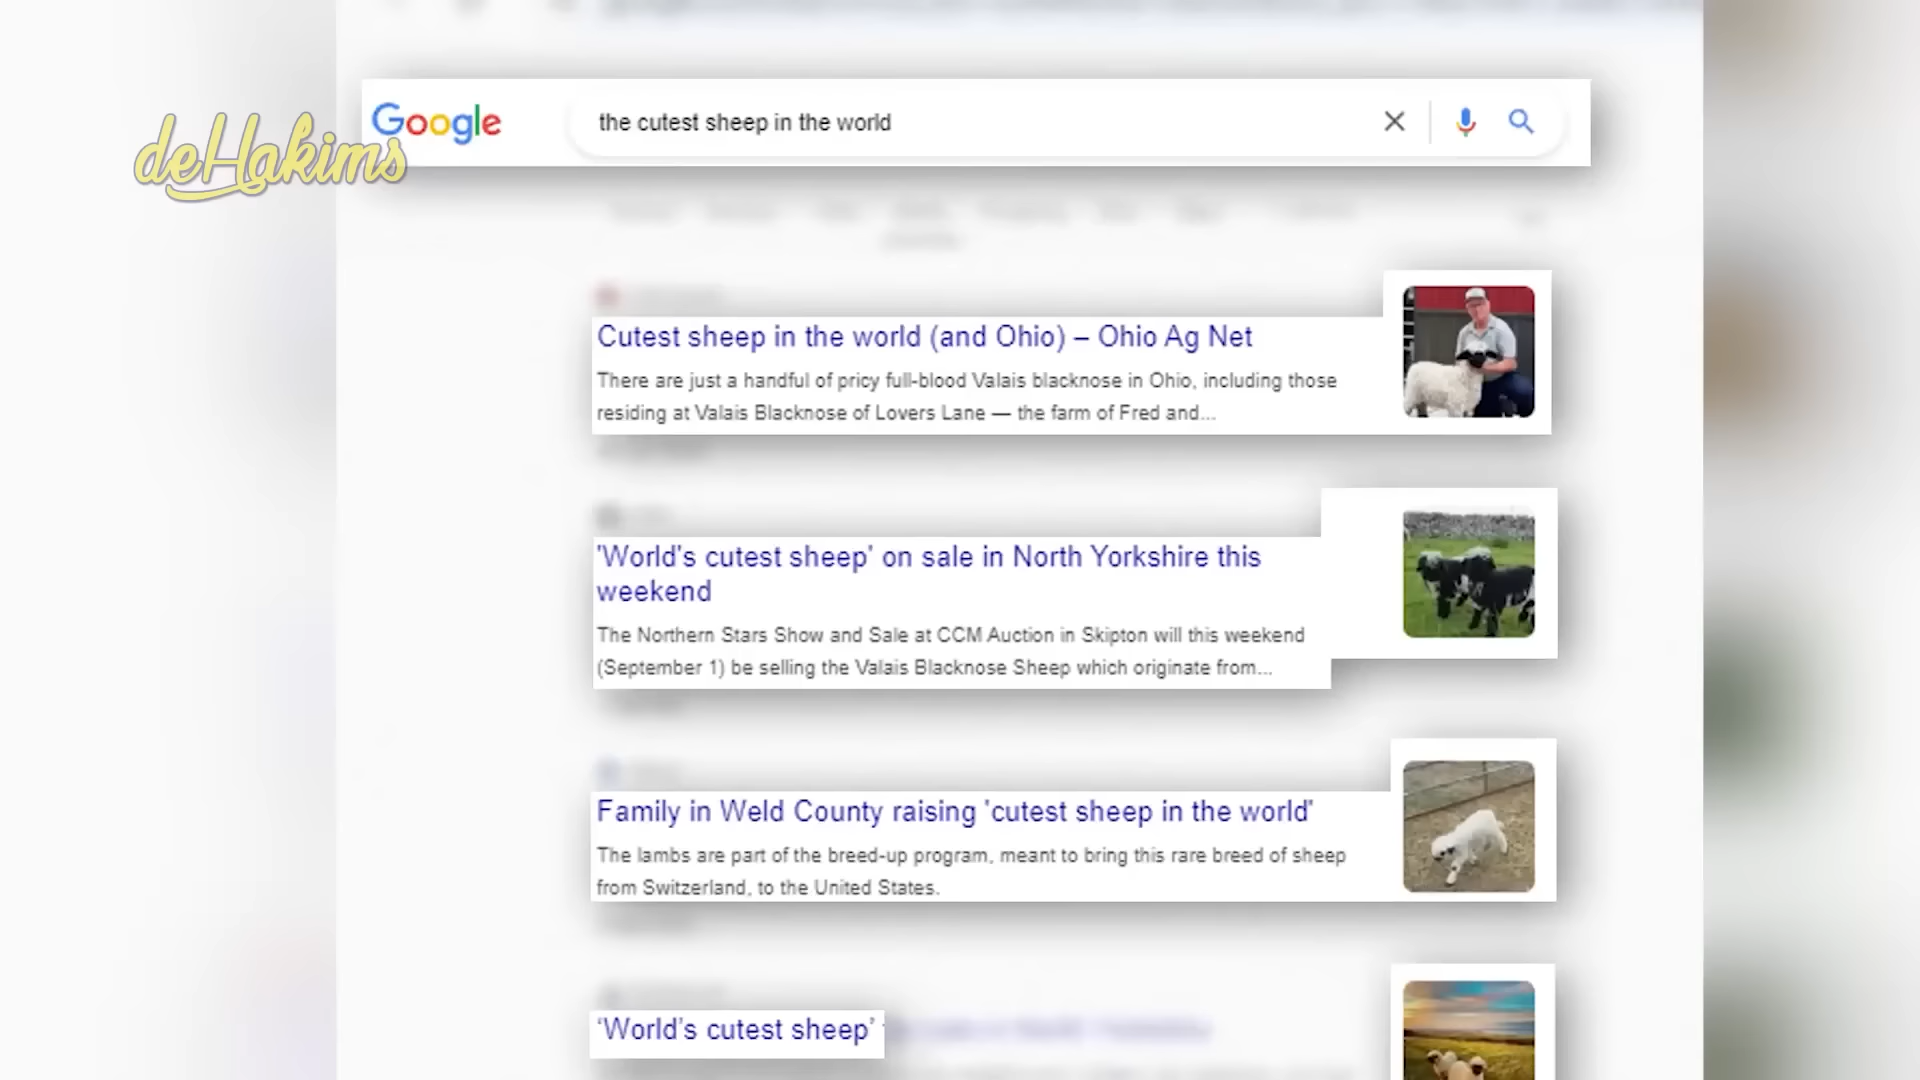 Google
the cutest sheep in the world
deHakims
Cutest sheep in the world (and Ohio) – Ohio Ag Net
There are just a handful of pricy full-blood Valais blacknose in Ohio, including those
residing at Valais Blacknose of Lovers Lane — the farm of Fred and...
'World's cutest sheep' on sale in North Yorkshire this
weekend
The Northern Stars Show and Sale at CCM Auction in Skipton will this weekend
(September 1) be selling the Valais Blacknose Sheep which originate from...
Family in Weld County raising 'cutest sheep in the world'
The lambs are part of the breed-up program, meant to bring this rare breed of sheep
from Switzerland, to the United States.
‘World’s cutest sheep’